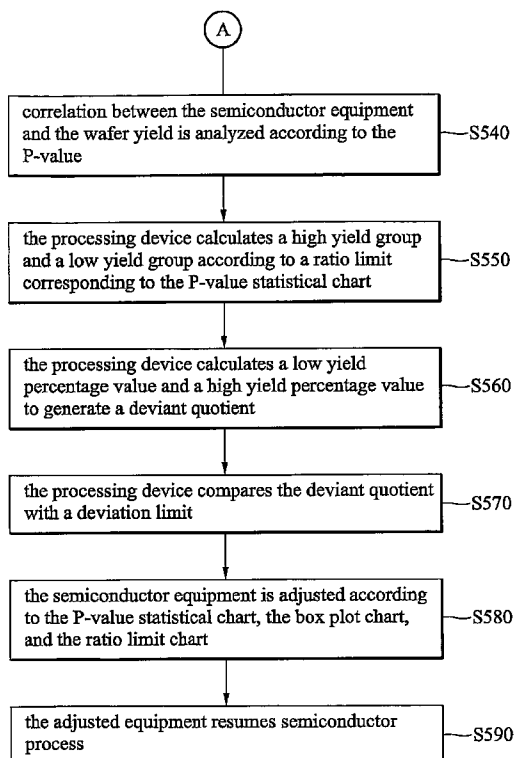 A
correlation between the semiconductor equipment
and the wafer yield is analyzed according to the
P-value
S540
the processing device calculates a high yield group
and a low yield group according to a ratio limit
corresponding to the P-value statistical chart
S550
the processing device calculates a low yield
percentage value and a high yield percentage value
to generate a deviant quotient
S560
the processing device compares the deviant quotient
with a deviation limit
S570
the semiconductor equipment is adjusted according
to the P-value statistical chart, the box plot chart,
and the ratio limit chart
S580
the adjusted equipment resumes semiconductor
process
S590